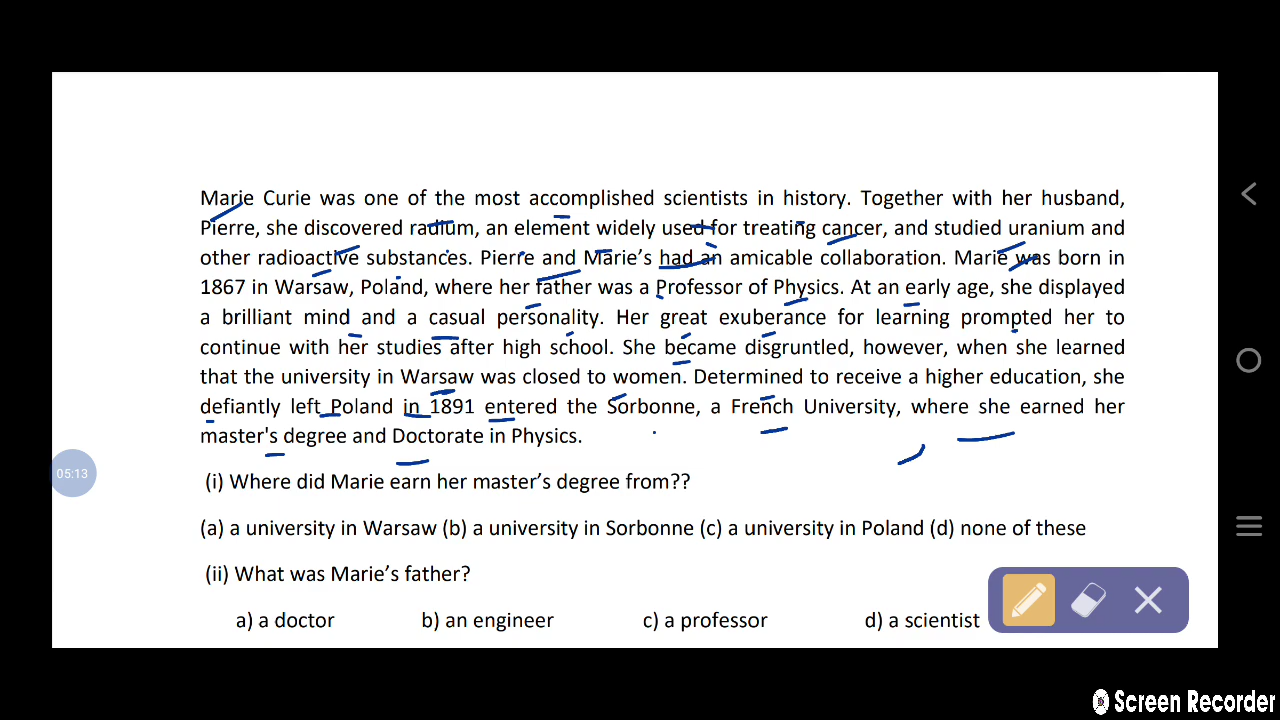 Marie Curie was one of the most accomplished scientists in history. Together with her husband,
Pierre, she discovered radium, an element widely used for treating cancer, and studied uranium and
other radioactive substances. Pierre and Marie's had an amicable collaboration. Marie was born in
1867 in Warsaw, Poland, where her father was a Professor of Physics. At an early age, she displayed
a brilliant mind and a casual personality. Her great exuberance for learning prompted her to
continue with her studies after high school. She became disgruntled, however, when she learned
that the university in Warsaw was closed to women. Determined to receive a higher education, she
defiantly left Poland in 1891 entered the Sorbonne, a French University, where she earned her
master's degree and Doctorate in Physics.
05:13
(i) Where did Marie earn her master's degree from??
(a) a university in Warsaw (b) a university in Sorbonne (c) a university in Poland (d) none of these
(ii) What was Marie's father?
a) a doctor b) an engineer c) a professor d) a scientist
Screen Recorder